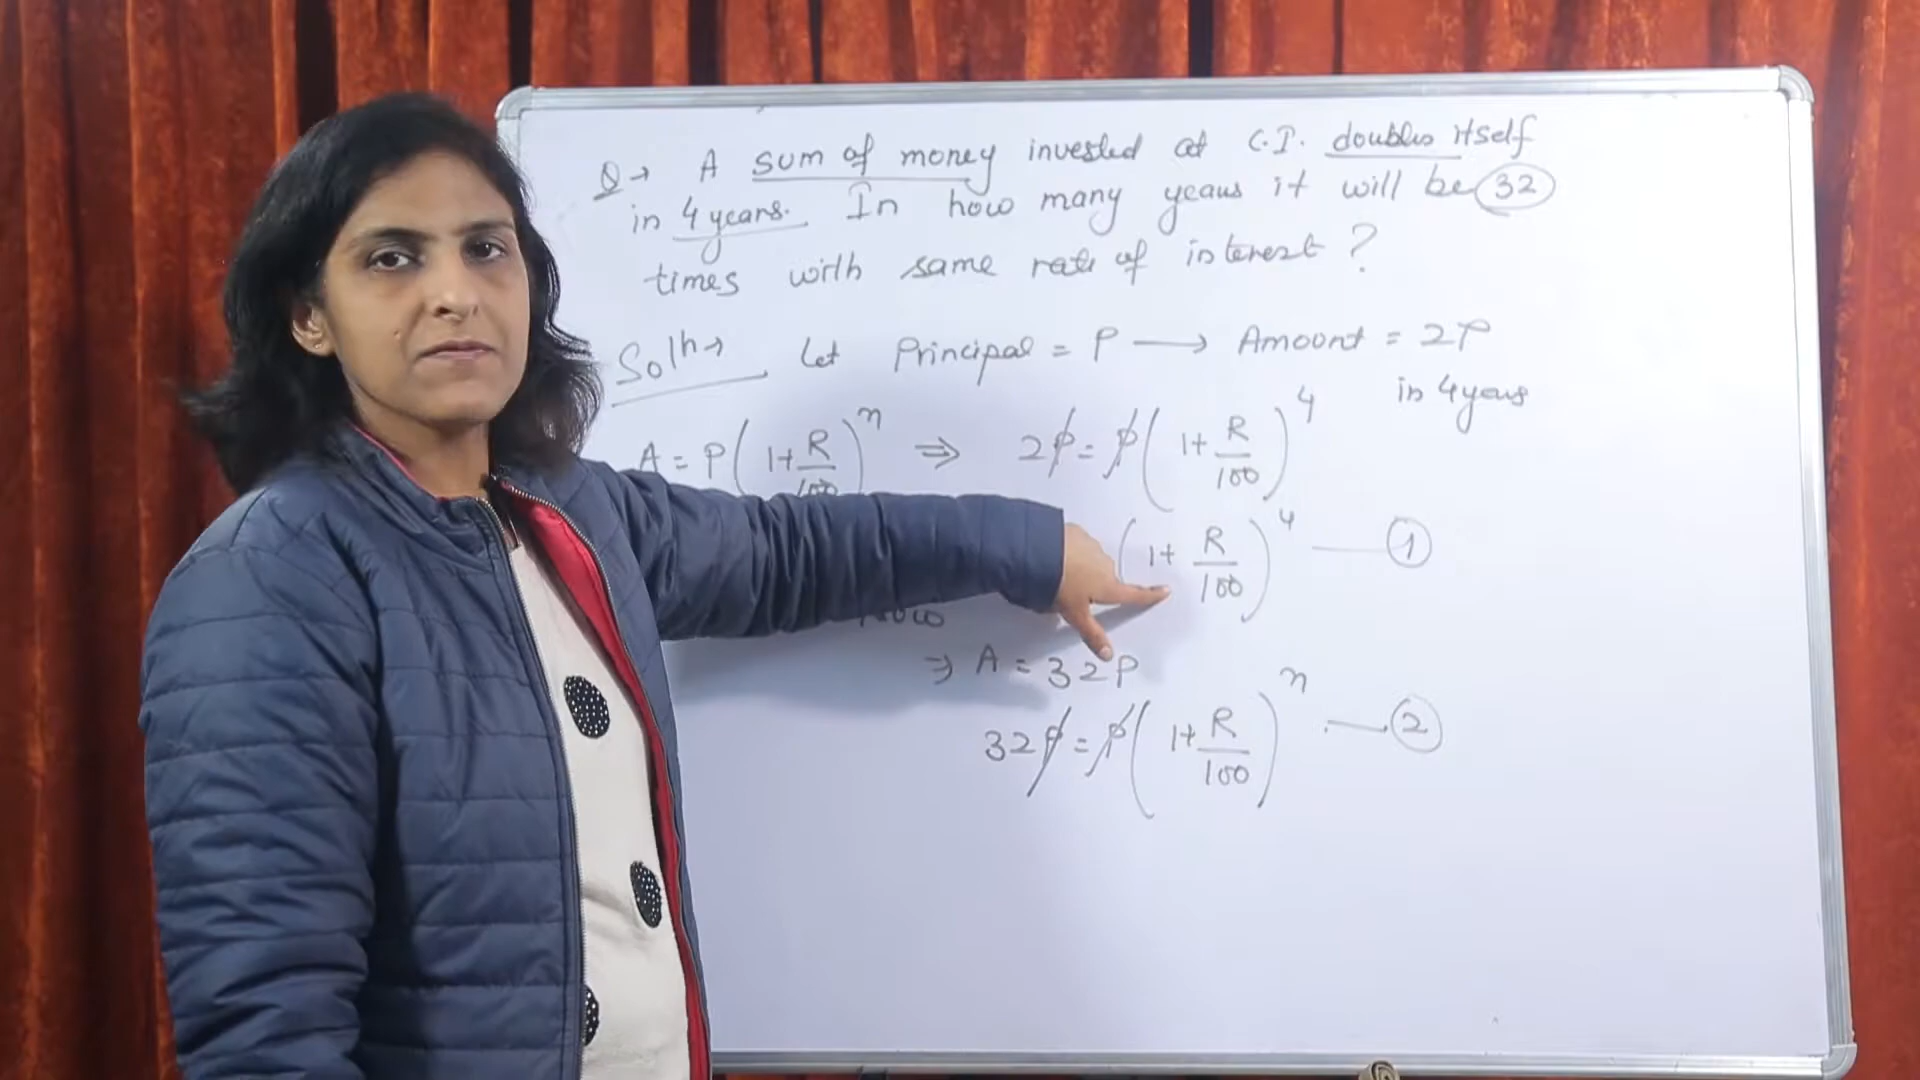 Q→ A sum of money invested at C.I. doubles itself
in 4 years. In how many years it will be 32
times with same rate of interest ?
Solⁿ→ Let Principal = P → Amount = 2P
in 4 years
A = P(1+R/100)ⁿ ⇒ 2P = P(1+R/100)⁴
(1+R/100)⁴ — 1
Now
⇒ A = 32P
32P = P(1+R/100)ⁿ — 2